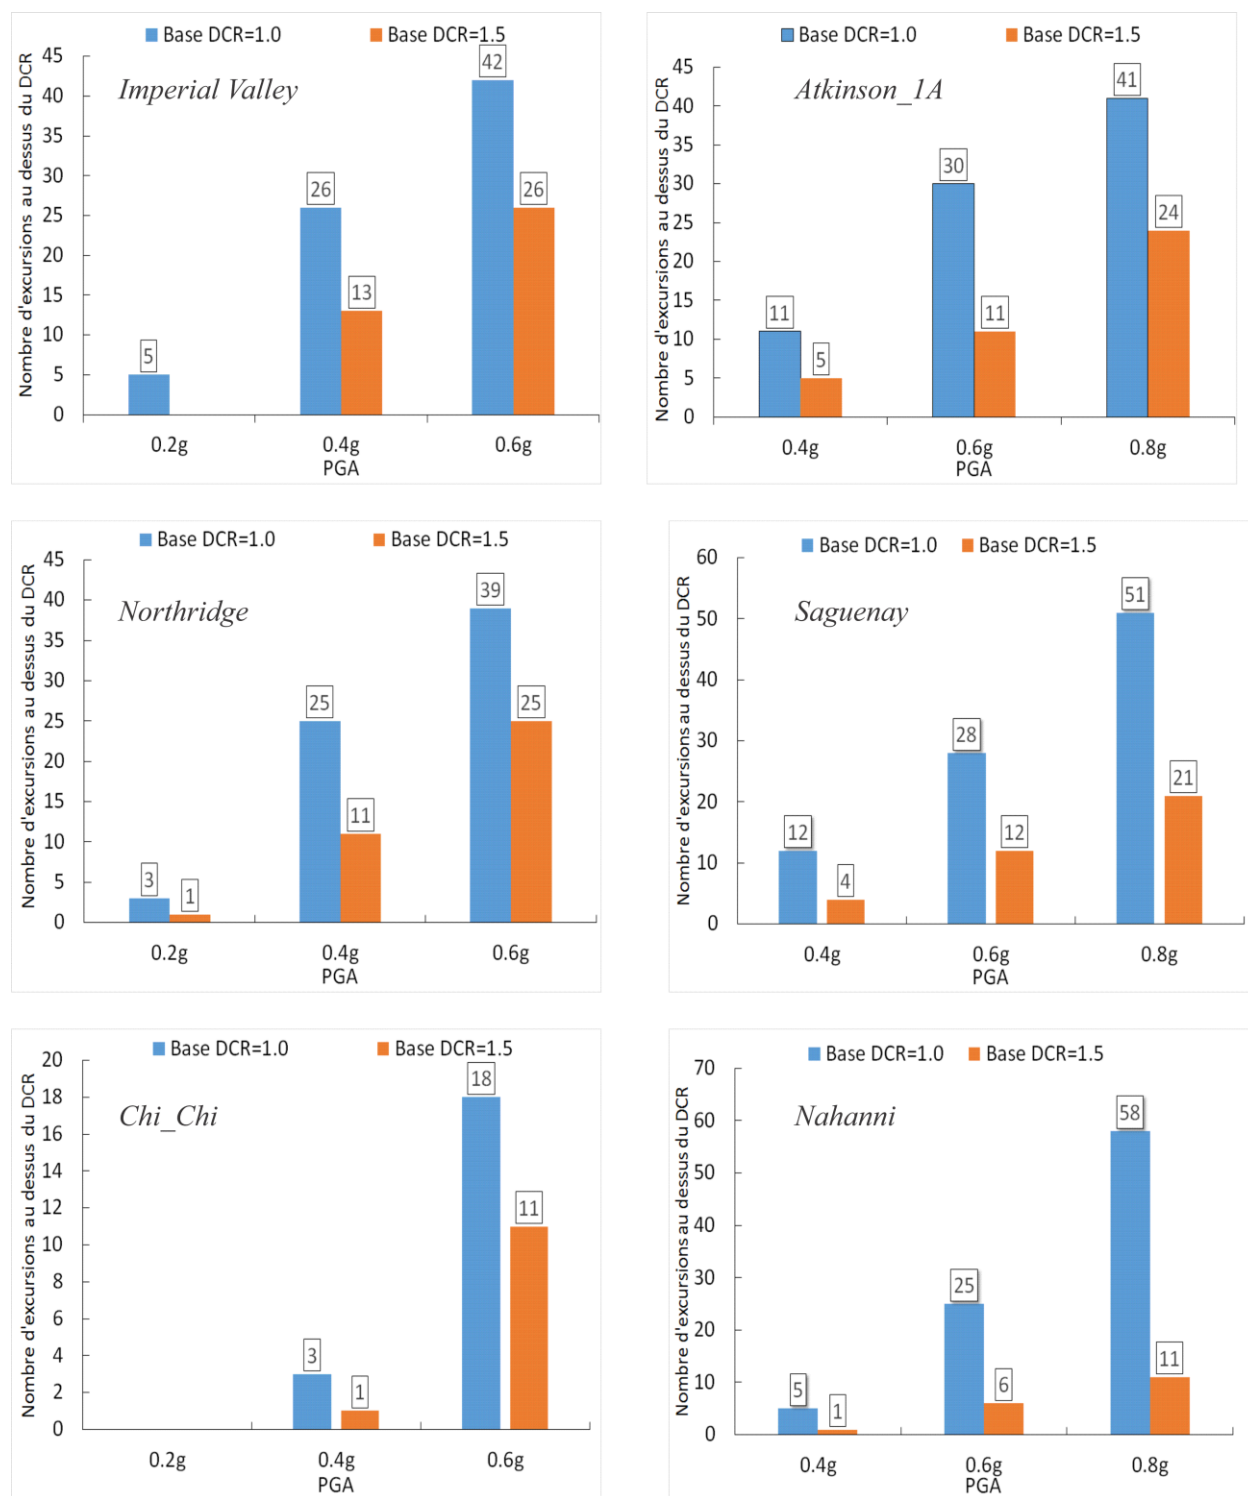 Base DCR=1.0 Base DCR=1.5
Imperial Valley
Nombre d'excursions au dessus du DCR
45
40
35
30
25
20
15
10
5
0
5
26
13
42
26
0.2g 0.4g 0.6g
PGA
Base DCR=1.0 Base DCR=1.5
Atkinson_1A
Nombre d'excursions au dessus du DCR
45
40
35
30
25
20
15
10
5
0
11
5
30
11
41
24
0.4g 0.6g 0.8g
PGA
Base DCR=1.0 Base DCR=1.5
Northridge
Nombre d'excursions au dessus du DCR
45
40
35
30
25
20
15
10
5
0
3
1
25
11
39
25
0.2g 0.4g 0.6g
PGA
Base DCR=1.0 Base DCR=1.5
Saguenay
Nombre d'excursions au dessus du DCR
60
50
40
30
20
10
0
12
4
28
12
51
21
0.4g 0.6g 0.8g
PGA
Base DCR=1.0 Base DCR=1.5
Chi_Chi
Nombre d'excursions au dessus du DCR
20
18
16
14
12
10
8
6
4
2
0
3
1
18
11
0.2g 0.4g 0.6g
PGA
Base DCR=1.0 Base DCR=1.5
Nahanni
Nombre d'excursions au dessus du DCR
70
60
50
40
30
20
10
0
5
1
25
6
58
11
0.4g 0.6g 0.8g
PGA